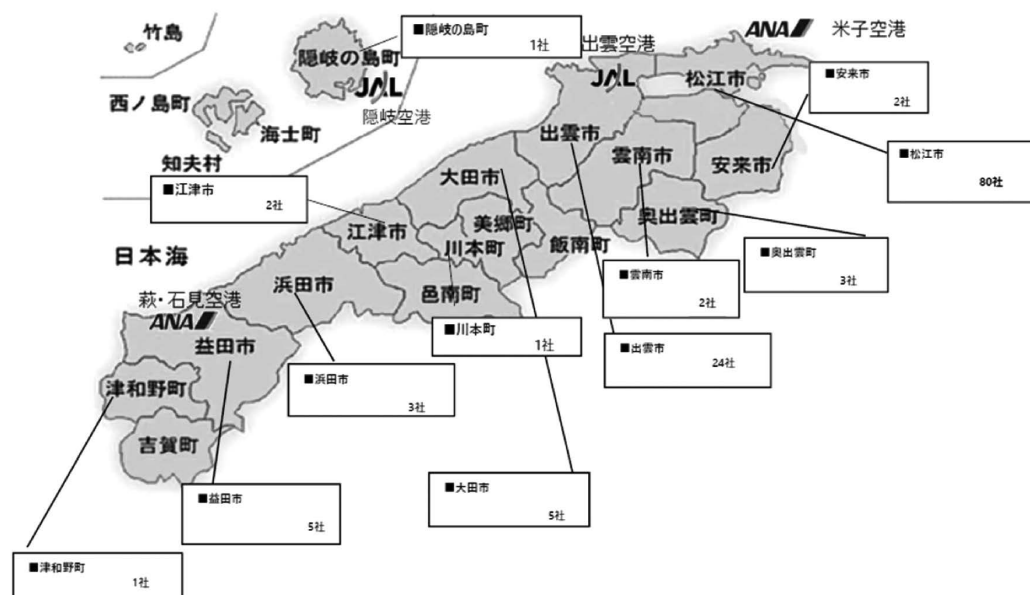 竹島
隠岐の島町
JAL
隠岐空港
■隠岐の島町
1社
出雲空港
JAL
ANA
米子空港
西ノ島町
海士町
知夫村
松江市
■安来市
2社
出雲市
雲南市
安来市
■松江市
80社
大田市
■江津市
2社
江津市
美郷町
川本町
飯南町
奥出雲町
日本海
■奥出雲町
3社
浜田市
邑南町
■雲南市
2社
萩・石見空港
ANA
益田市
■川本町
1社
■出雲市
24社
津和野町
■浜田市
3社
吉賀町
■益田市
5社
■大田市
5社
■津和野町
1社